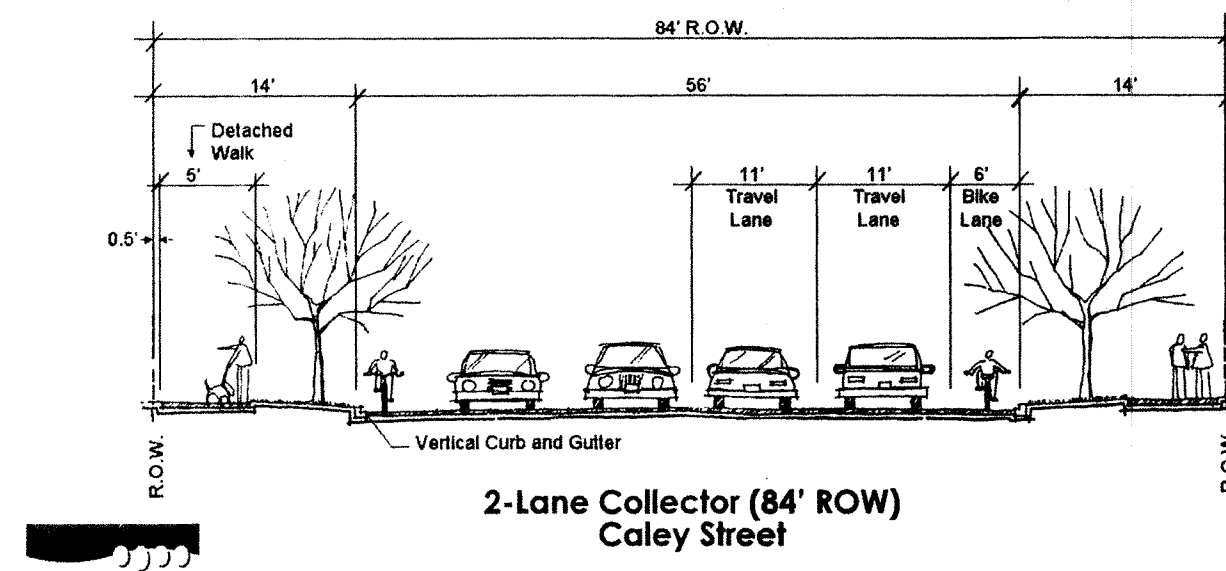 84' R.O.W.
14'
56'
14'
Detached
Walk
5'
11'
Travel
Lane
11'
Travel
Lane
6'
Bike
Lane
0.5'
Vertical Curb and Gutter
R.O.W.
R.O.W.
2-Lane Collector (84' ROW)
Caley Street